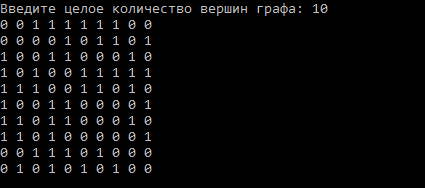 Введите целое количество вершин графа: 10
0 0 1 1 1 1 1 1 0 0
0 0 0 0 1 0 1 1 0 1
1 0 0 1 1 0 0 0 1 0
1 0 1 0 0 1 1 1 1 1
1 1 1 0 0 1 1 0 1 0
1 0 0 1 1 0 0 0 0 1
1 1 0 1 1 0 0 0 1 0
1 1 0 1 0 0 0 0 0 1
0 0 1 1 1 0 1 0 0 0
0 1 0 1 0 1 0 1 0 0